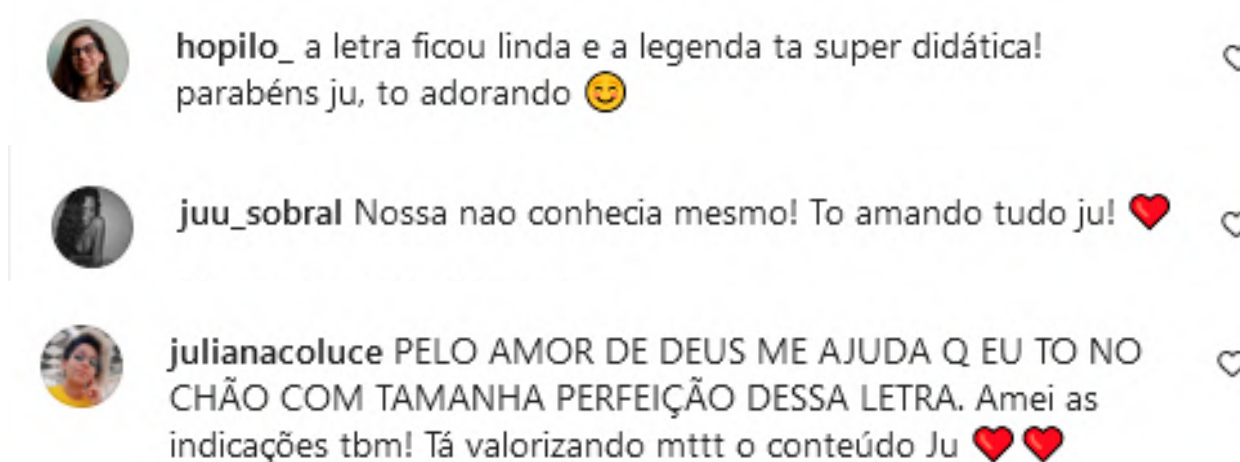 hopilo_ a letra ficou linda e a legenda ta super didática!
parabéns ju, to adorando 😊
juu_sobral Nossa nao conhecia mesmo! To amando tudo ju! ❤️
julianacoluce PELO AMOR DE DEUS ME AJUDA Q EU TO NO
CHÃO COM TAMANHA PERFEIÇÃO DESSA LETRA. Amei as
indicações tbm! Tá valorizando mttt o conteúdo Ju ❤️❤️